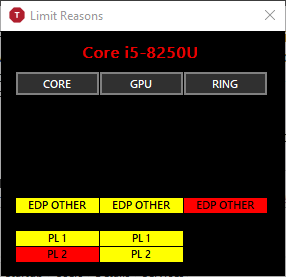 Limit Reasons
Core i5-8250U
CORE GPU RING
EDP OTHER EDP OTHER EDP OTHER
PL 1 PL 1
PL 2 PL 2